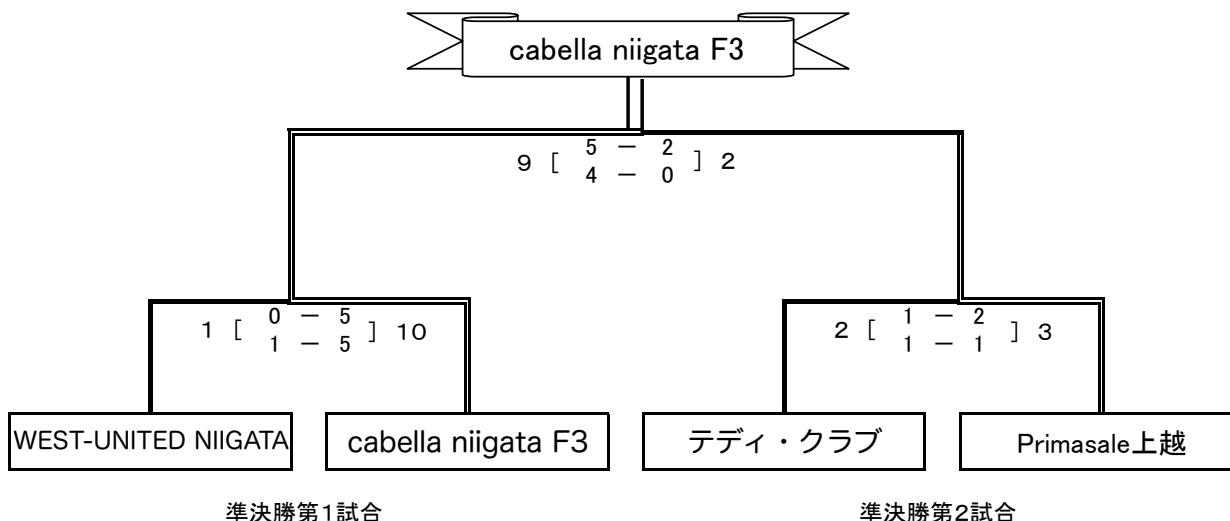 cabella niigata F3
9 [ 5 － 2 ] 2
4 － 0
1 [ 0 － 5 ] 10
1 － 5
2 [ 1 － 2 ] 3
1 － 1
WEST-UNITED NIIGATA
cabella niigata F3
テディ・クラブ
Primasale上越
準決勝第1試合
準決勝第2試合